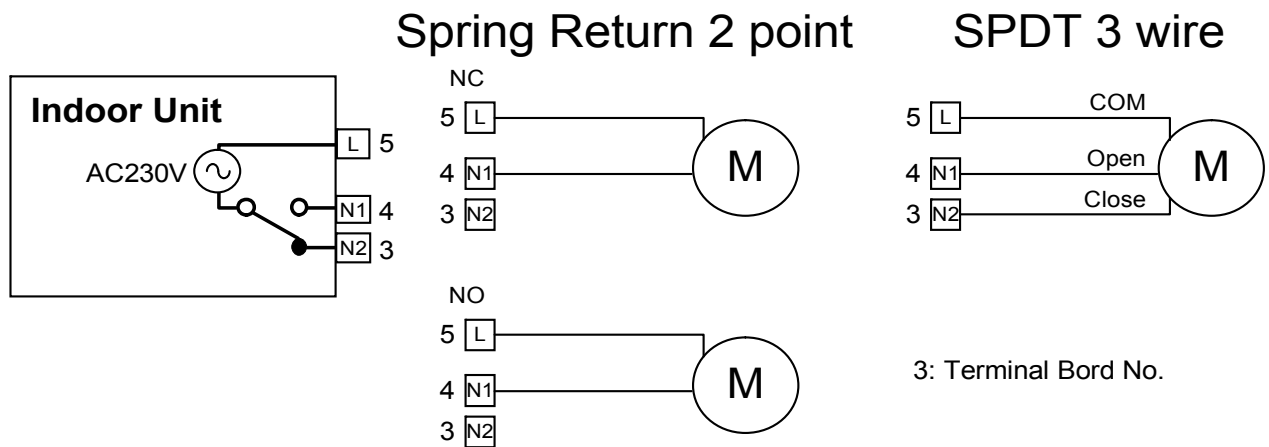 Spring Return 2 point
SPDT 3 wire
Indoor Unit
AC230V
L 5
N1 4
N2 3
NC
5 L
4 N1
3 N2
M
NO
5 L
4 N1
3 N2
M
5 L COM
4 N1 Open
3 N2 Close
M
3: Terminal Bord No.